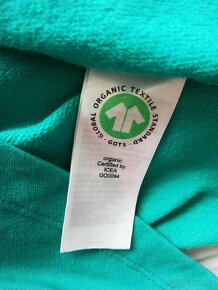 GLOBAL ORGANIC TEXTILE STANDARD
GOTS
organic
Certified by
ICEA
GO0094